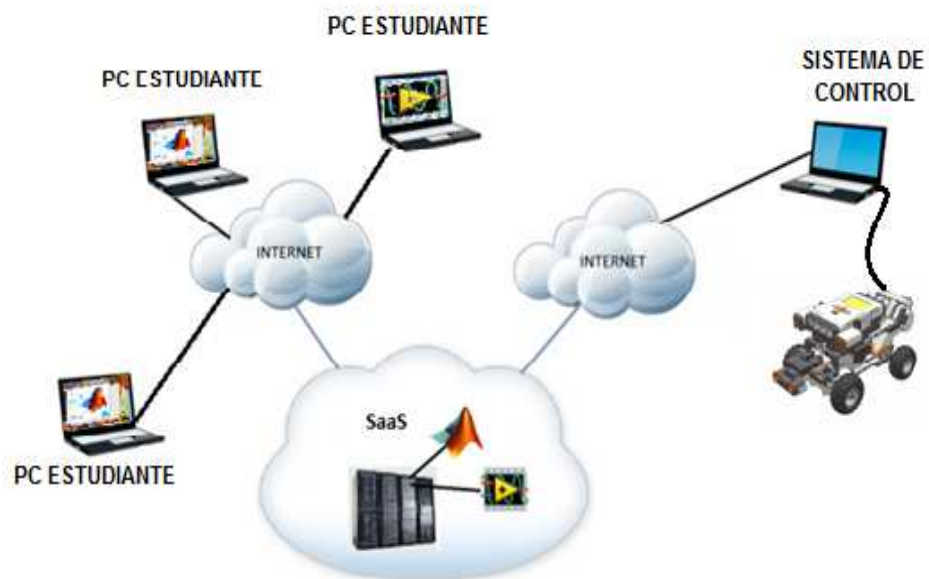 PC ESTUDIANTE
PC ESTUDIANTE
SISTEMA DE
CONTROL
INTERNET
INTERNET
SaaS
PC ESTUDIANTE